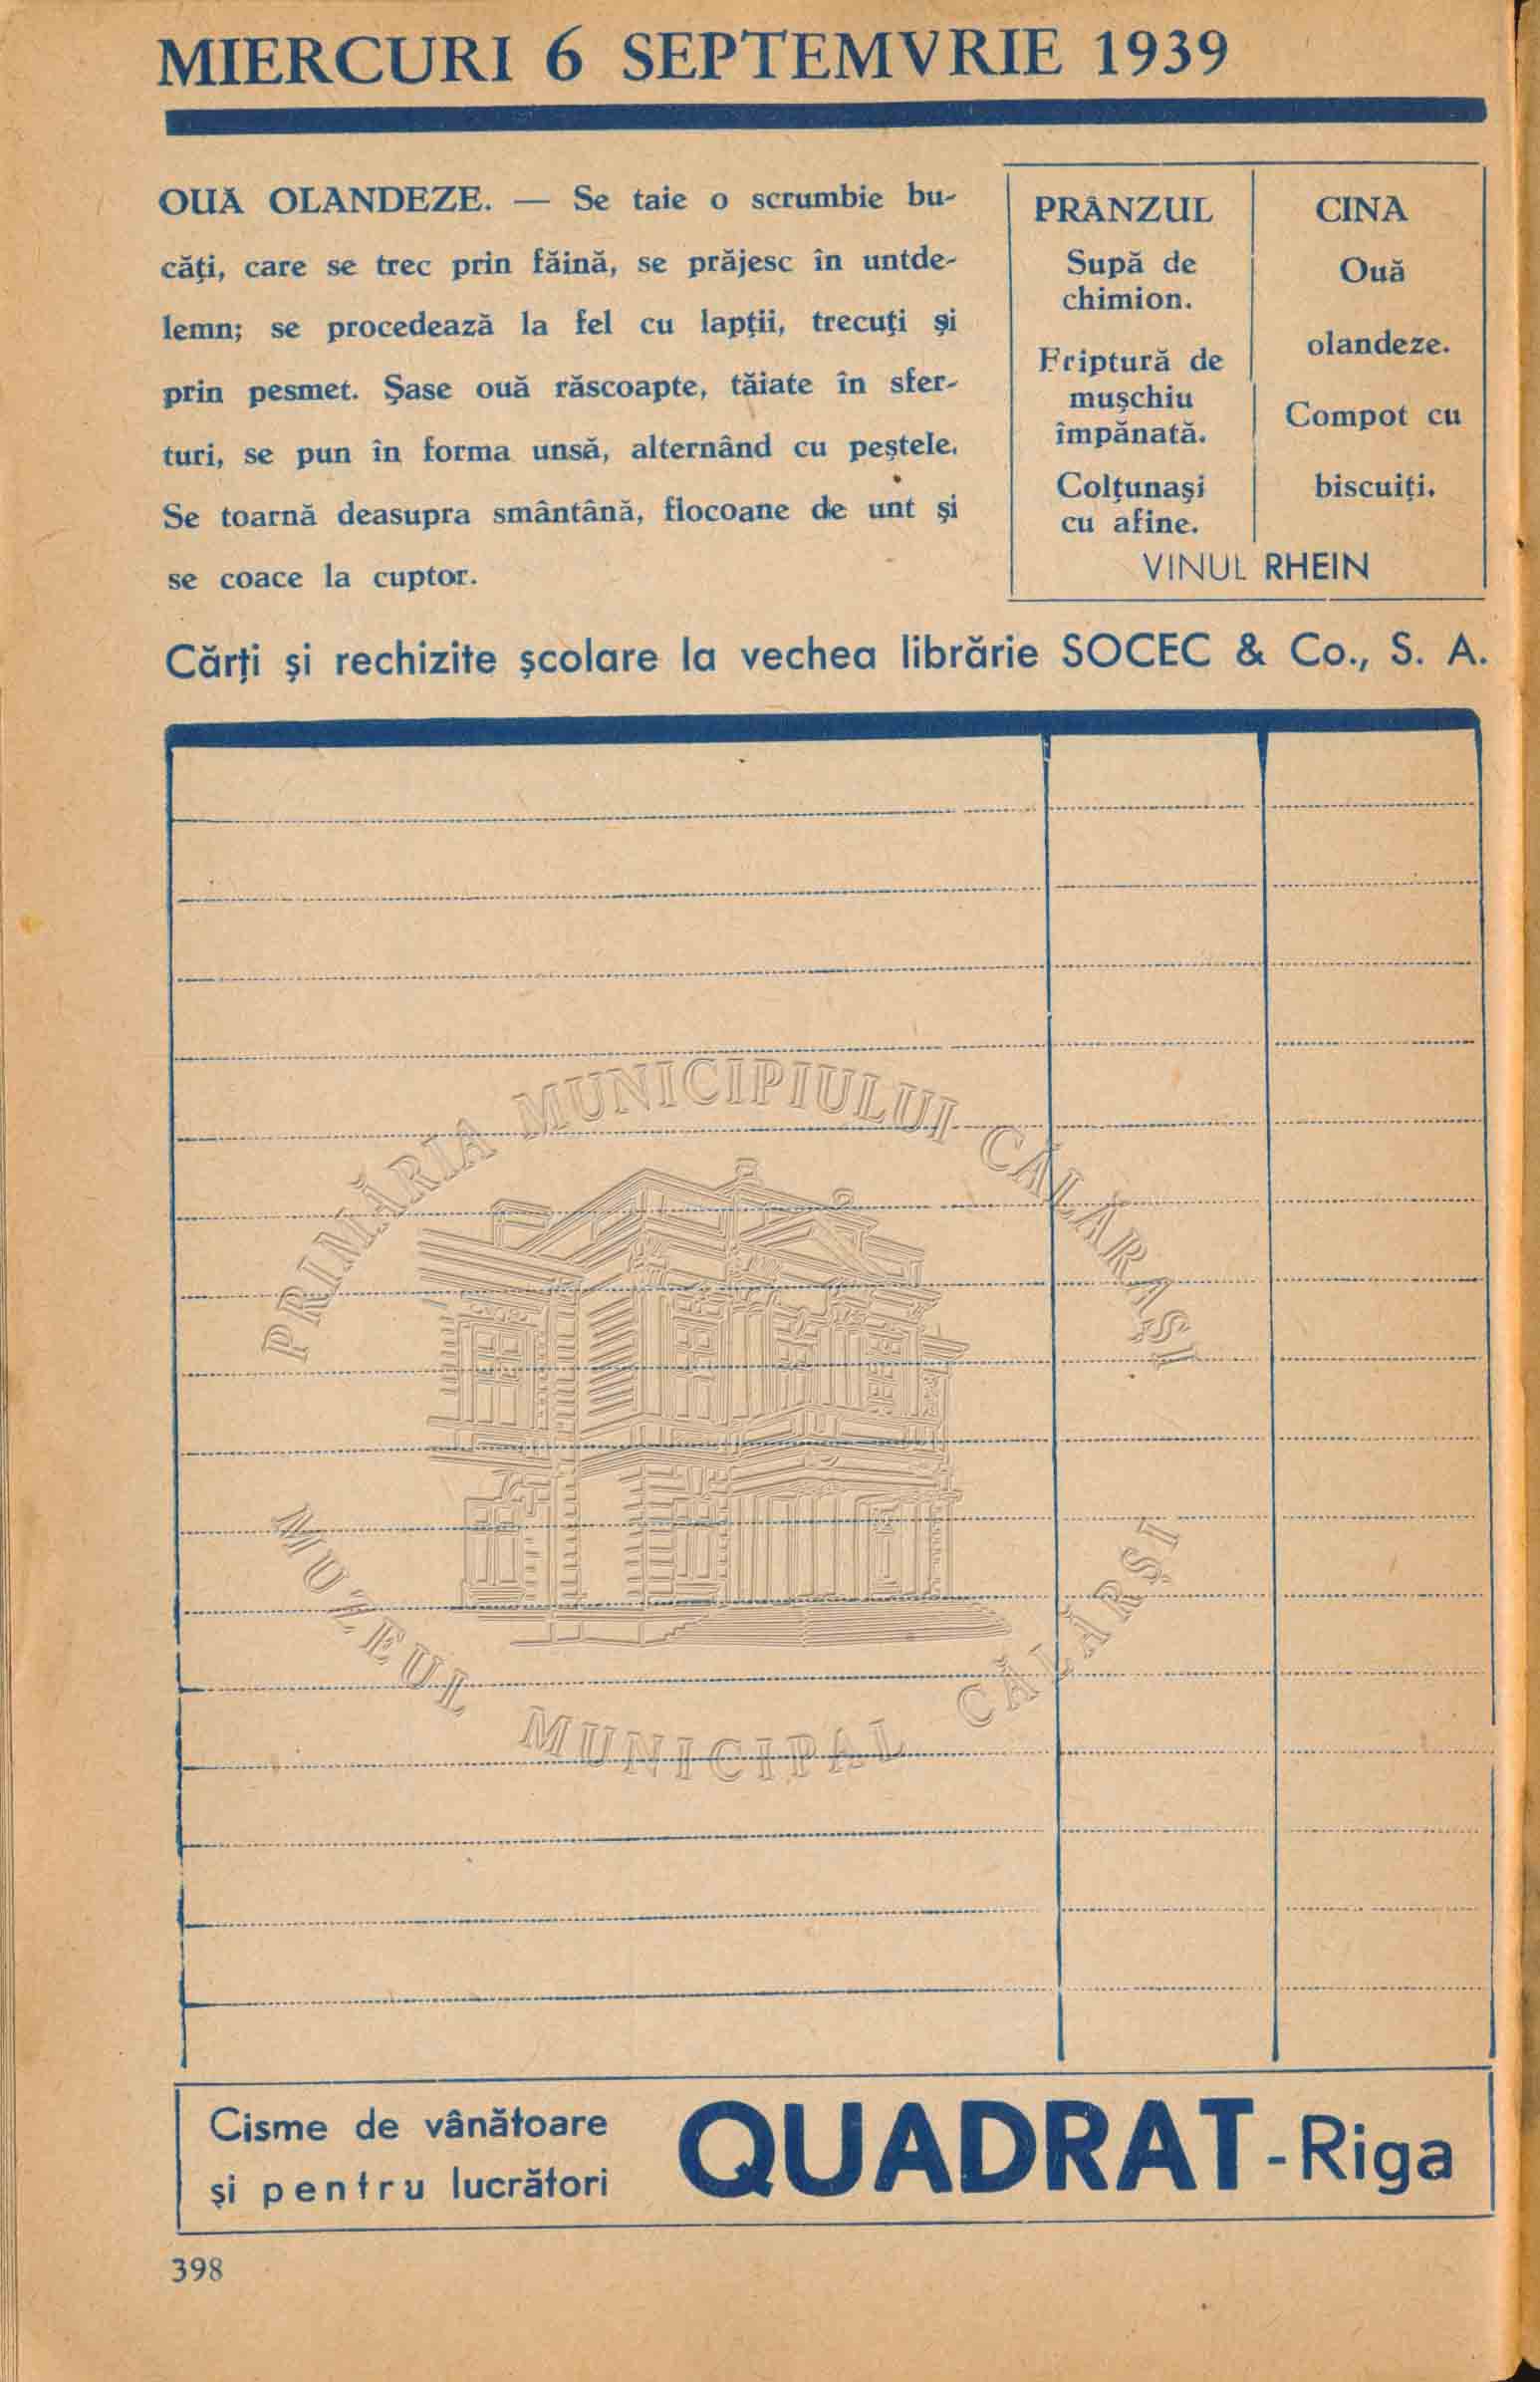 MIERCURI 6 SEPTEMVRIE 1939
OUĂ OLANDEZE. — Se taie o scrumbie bu-
căţi, care se trec prin făină, se prăjesc în untde-
lemn; se procedează la fel cu lapţii, trecuţi şi
prin pesmet. Şase ouă răscoapte, tăiate în sfer-
turi, se pun în forma unsă, alternând cu peştele.
Se toarnă deasupra smântână, flocoane de unt şi
se coace la cuptor.
PRÂNZUL
Supă de
chimion.
Friptură de
muşchiu
împănată.
Colţunaşi
cu afine.
CINA
Ouă
olandeze.
Compot cu
biscuiţi.
VINUL RHEIN
Cărţi şi rechizite şcolare la vechea librărie SOCEC & Co., S. A.
PRIMĂRIA MUNICIPIULUI CĂLĂRAȘI
MUZEUL MUNICIPAL CĂLĂRȘI
Cisme de vânătoare
şi pentru lucrători
QUADRAT-Riga
398